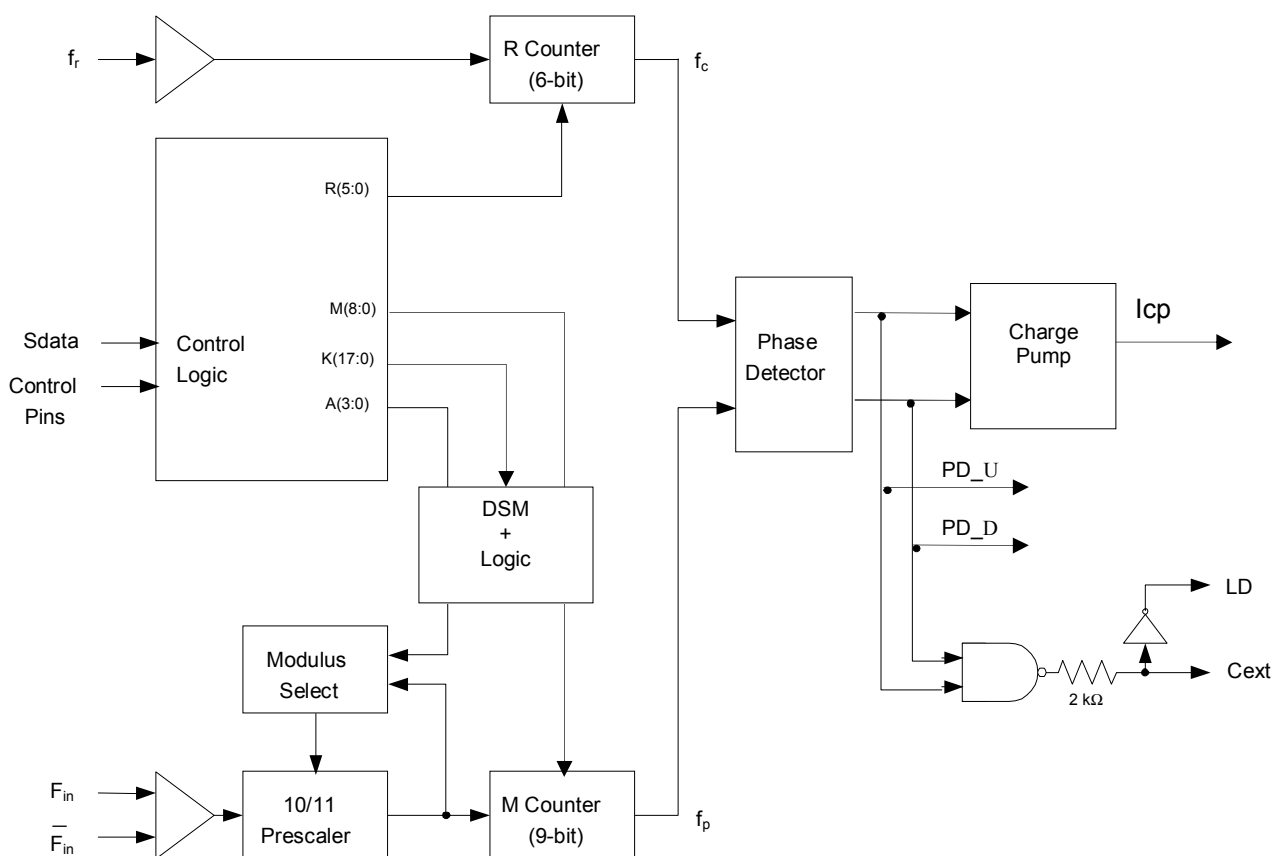 fr
R Counter
(6-bit)
fc
R(5:0)
M(8:0)
K(17:0)
A(3:0)
Sdata
Control
Pins
Control
Logic
Phase
Detector
Charge
Pump
Icp
PD_U
PD_D
DSM
+
Logic
LD
Cext
2 kΩ
Modulus
Select
Fin
F̅in
10/11
Prescaler
M Counter
(9-bit)
fp